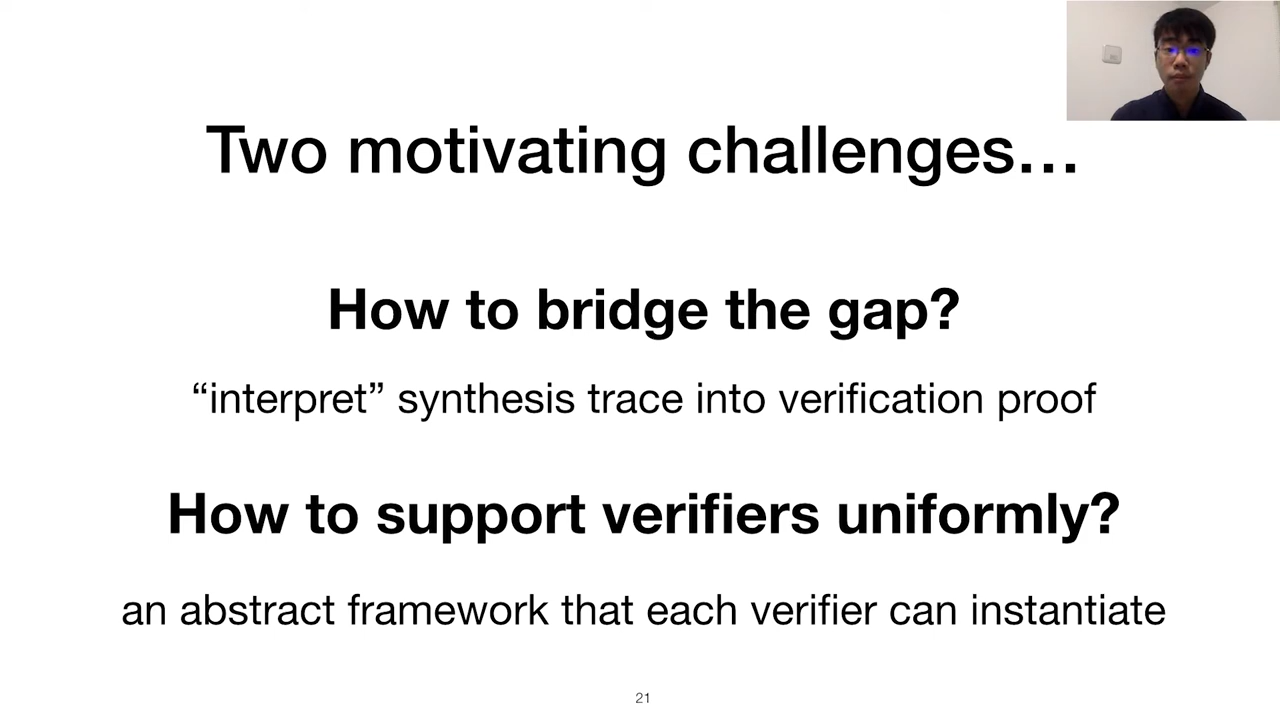 Two motivating challenges…
How to bridge the gap?
“interpret” synthesis trace into verification proof
How to support verifiers uniformly?
an abstract framework that each verifier can instantiate
21